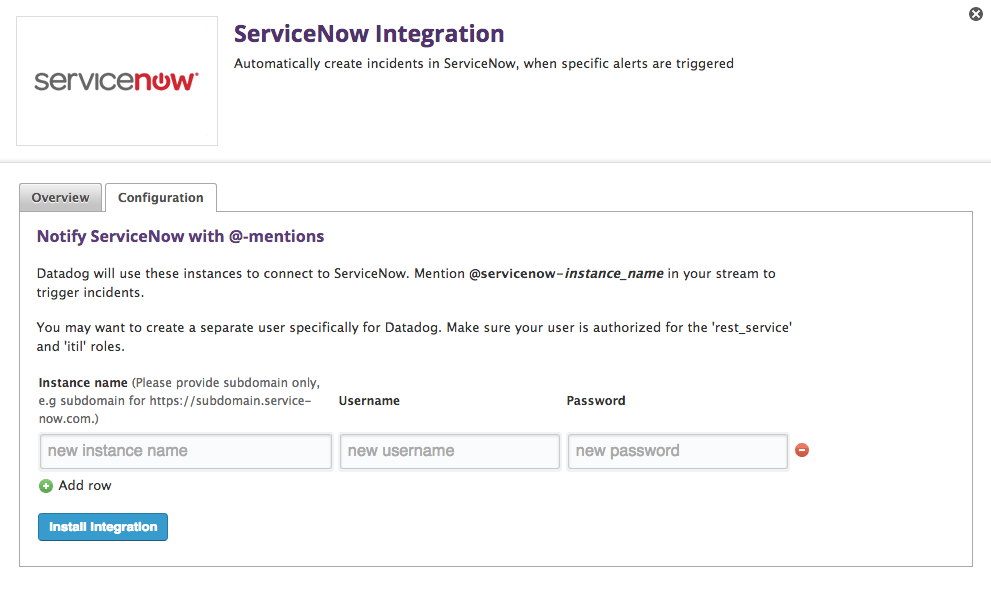 ServiceNow Integration
Automatically create incidents in ServiceNow, when specific alerts are triggered
servicenow
Overview
Configuration
Notify ServiceNow with @-mentions
Datadog will use these instances to connect to ServiceNow. Mention @servicenow-instance_name in your stream to
trigger incidents.
You may want to create a separate user specifically for Datadog. Make sure your user is authorized for the 'rest_service'
and 'itil' roles.
Instance name (Please provide subdomain only,
e.g subdomain for https://subdomain.service-
now.com.)
Username
Password
new instance name
new username
new password
Add row
Install Integration